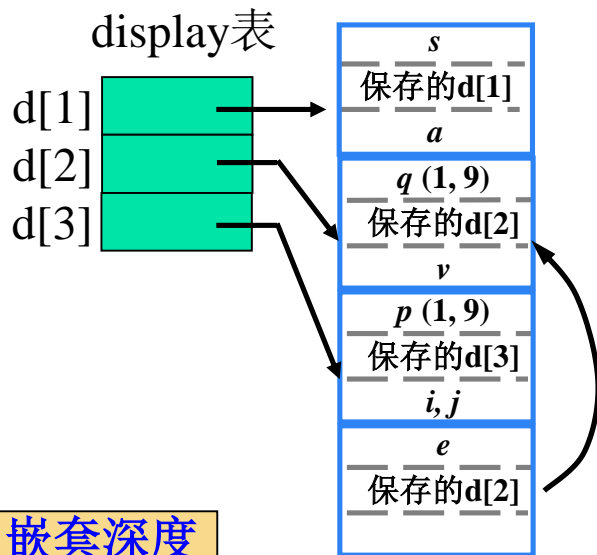 display表
d[1]
d[2]
d[3]
s
保存的d[1]
a
q (1, 9)
保存的d[2]
v
p (1, 9)
保存的d[3]
i, j
e
保存的d[2]
嵌套深度